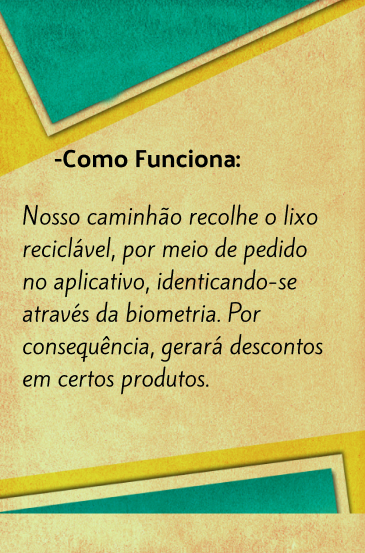 -Como Funciona:
Nosso caminhão recolhe o lixo
reciclável, por meio de pedido
no aplicativo, identicando-se
através da biometria. Por
consequência, gerará descontos
em certos produtos.